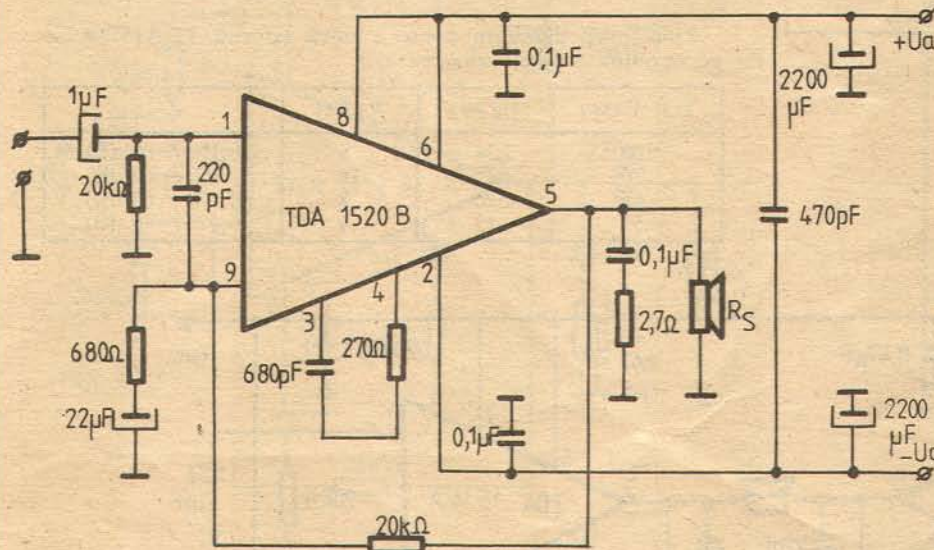 1µF
20kΩ
220
pF
1
9
8
6
5
2
4
3
TDA 1520 B
0,1µF
+Ua
2200
µF
470pF
0,1µF
2,7Ω
RS
680Ω
22µF
680pF
270Ω
0,1µF
2200
µF
-Ua
20kΩ